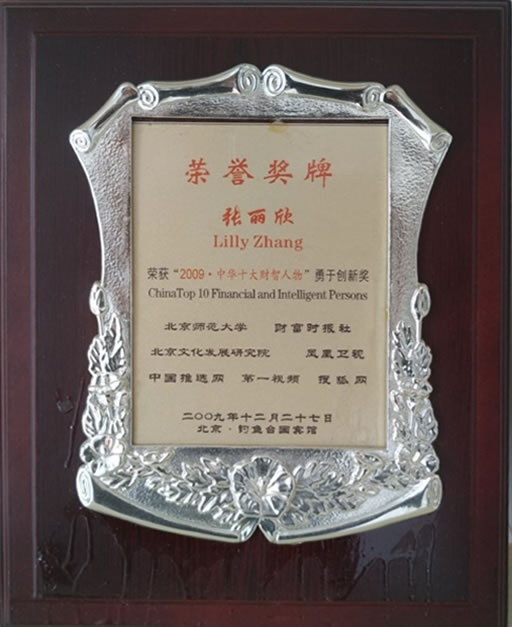 荣誉奖牌
张丽欣
Lilly Zhang
荣获“2009·中华十大财智人物”勇于创新奖
ChinaTop 10 Financial and Intelligent Persons
北京师范大学 财富时报社
北京文化发展研究院 凤凰卫视
中国推选网 第一视频 搜狐网
二〇〇九年十二月二十七日
北京·钓鱼台国宾馆